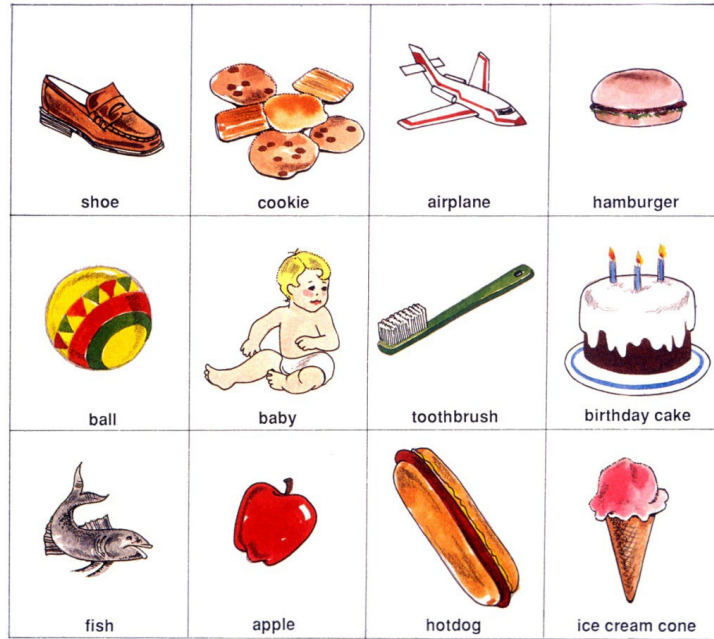 shoe
cookie
airplane
hamburger
ball
baby
toothbrush
birthday cake
fish
apple
hotdog
ice cream cone